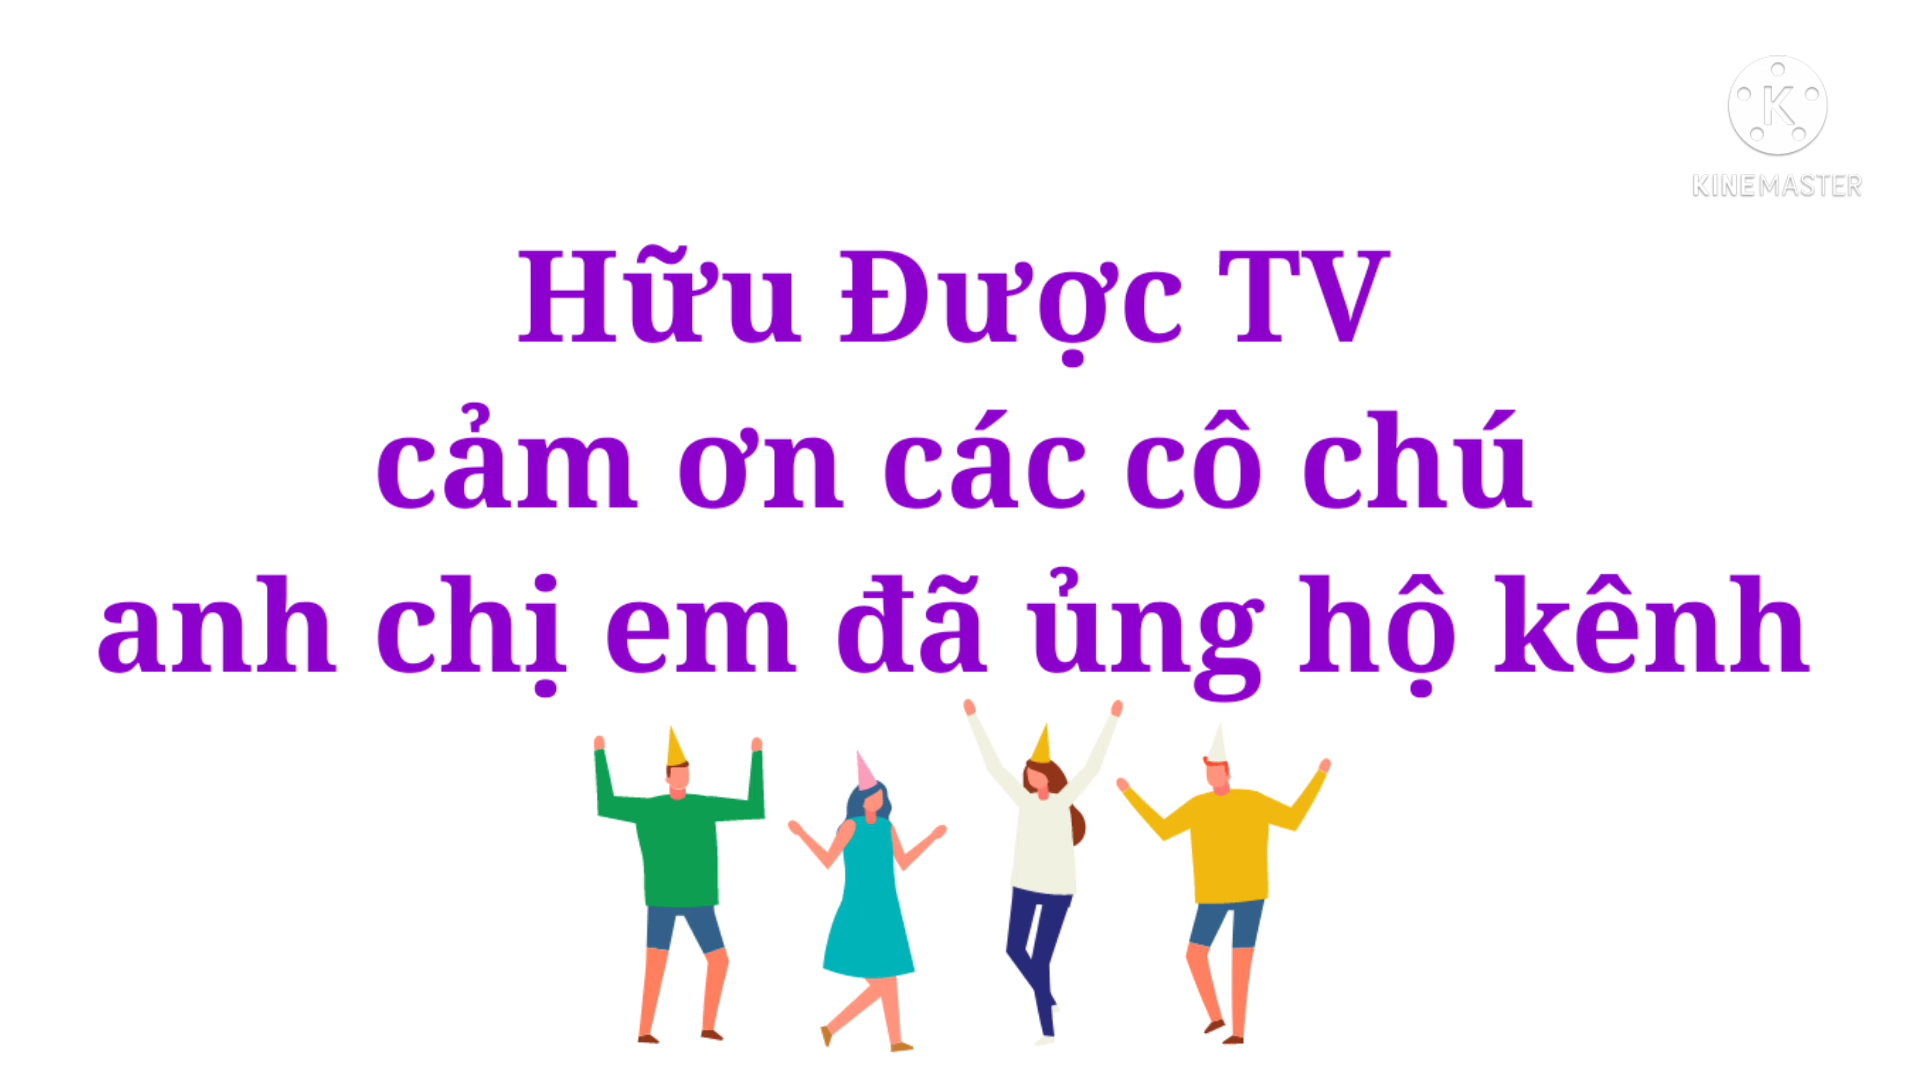 KINEMASTER
Hữu Được TV
cảm ơn các cô chú
anh chị em đã ủng hộ kênh